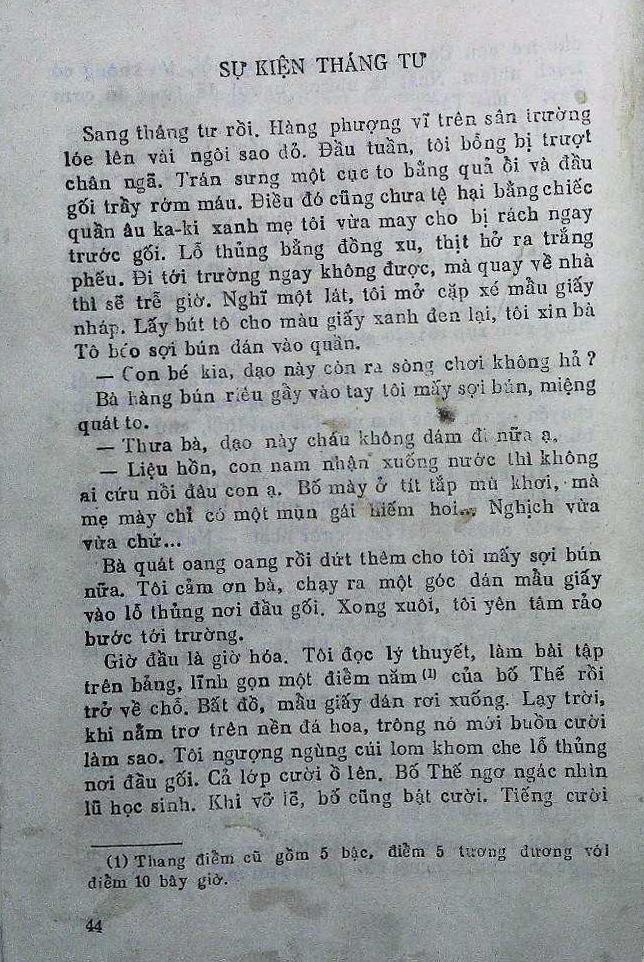 SỰ KIỆN THÁNG TƯ
Sang tháng tư rồi. Hàng phượng vĩ trên sân trường
lóe lên vài ngôi sao đỏ. Đầu tuần, tôi bỗng bị trượt
chân ngã. Trán sưng một cục to bằng quả ổi và đầu
gối trầy rớm máu. Điều đó cũng chưa tệ hại bằng chiếc
quần âu ka-ki xanh mẹ tôi vừa may cho bị rách ngay
trước gối. Lỗ thủng bằng đồng xu, thịt hở ra trắng
phếu. Đi tới trường ngay không được, mà quay về nhà
thì sẽ trễ giờ. Nghĩ một lát, tôi mở cặp xé mẩu giấy
nháp. Lấy bút tô cho màu giấy xanh đen lại, tôi xin bà
Tô béo sợi bún dán vào quần.
— Con bé kia, dạo này còn ra sông chơi không hả ?
Bà hàng bún riêu gầy vào tay tôi mấy sợi bún, miệng
quát to.
— Thưa bà, dạo này cháu không dám đi nữa ạ.
— Liệu hồn, con nam nhận xuống nước thì không
ai cứu nổi đâu con ạ. Bố mày ở tít tắp mù khơi, mà
mẹ mày chỉ có một mụn gái hiếm hoi... Nghịch vừa
vừa chứ...
Bà quát oang oang rồi dứt thêm cho tôi mấy sợi bún
nữa. Tôi cảm ơn bà, chạy ra một góc dán mẩu giấy
vào lỗ thủng nơi đầu gối. Xong xuôi, tôi yên tâm rảo
bước tới trường.
Giờ đầu là giờ hóa. Tôi đọc lý thuyết, làm bài tập
trên bảng, lĩnh gọn một điểm năm (1) của bố Thế rồi
trở về chỗ. Bất đồ, mẩu giấy dán rơi xuống. Lạy trời,
khi nằm trơ trên nền đá hoa, trông nó mới buồn cười
làm sao. Tôi ngượng ngùng cúi lom khom che lỗ thủng
nơi đầu gối. Cả lớp cười ồ lên. Bố Thế ngơ ngác nhìn
lũ học sinh. Khi vỡ lẽ, bố cũng bật cười. Tiếng cười
(1) Thang điểm cũ gồm 5 bậc, điểm 5 tương đương với
điểm 10 bây giờ.
44